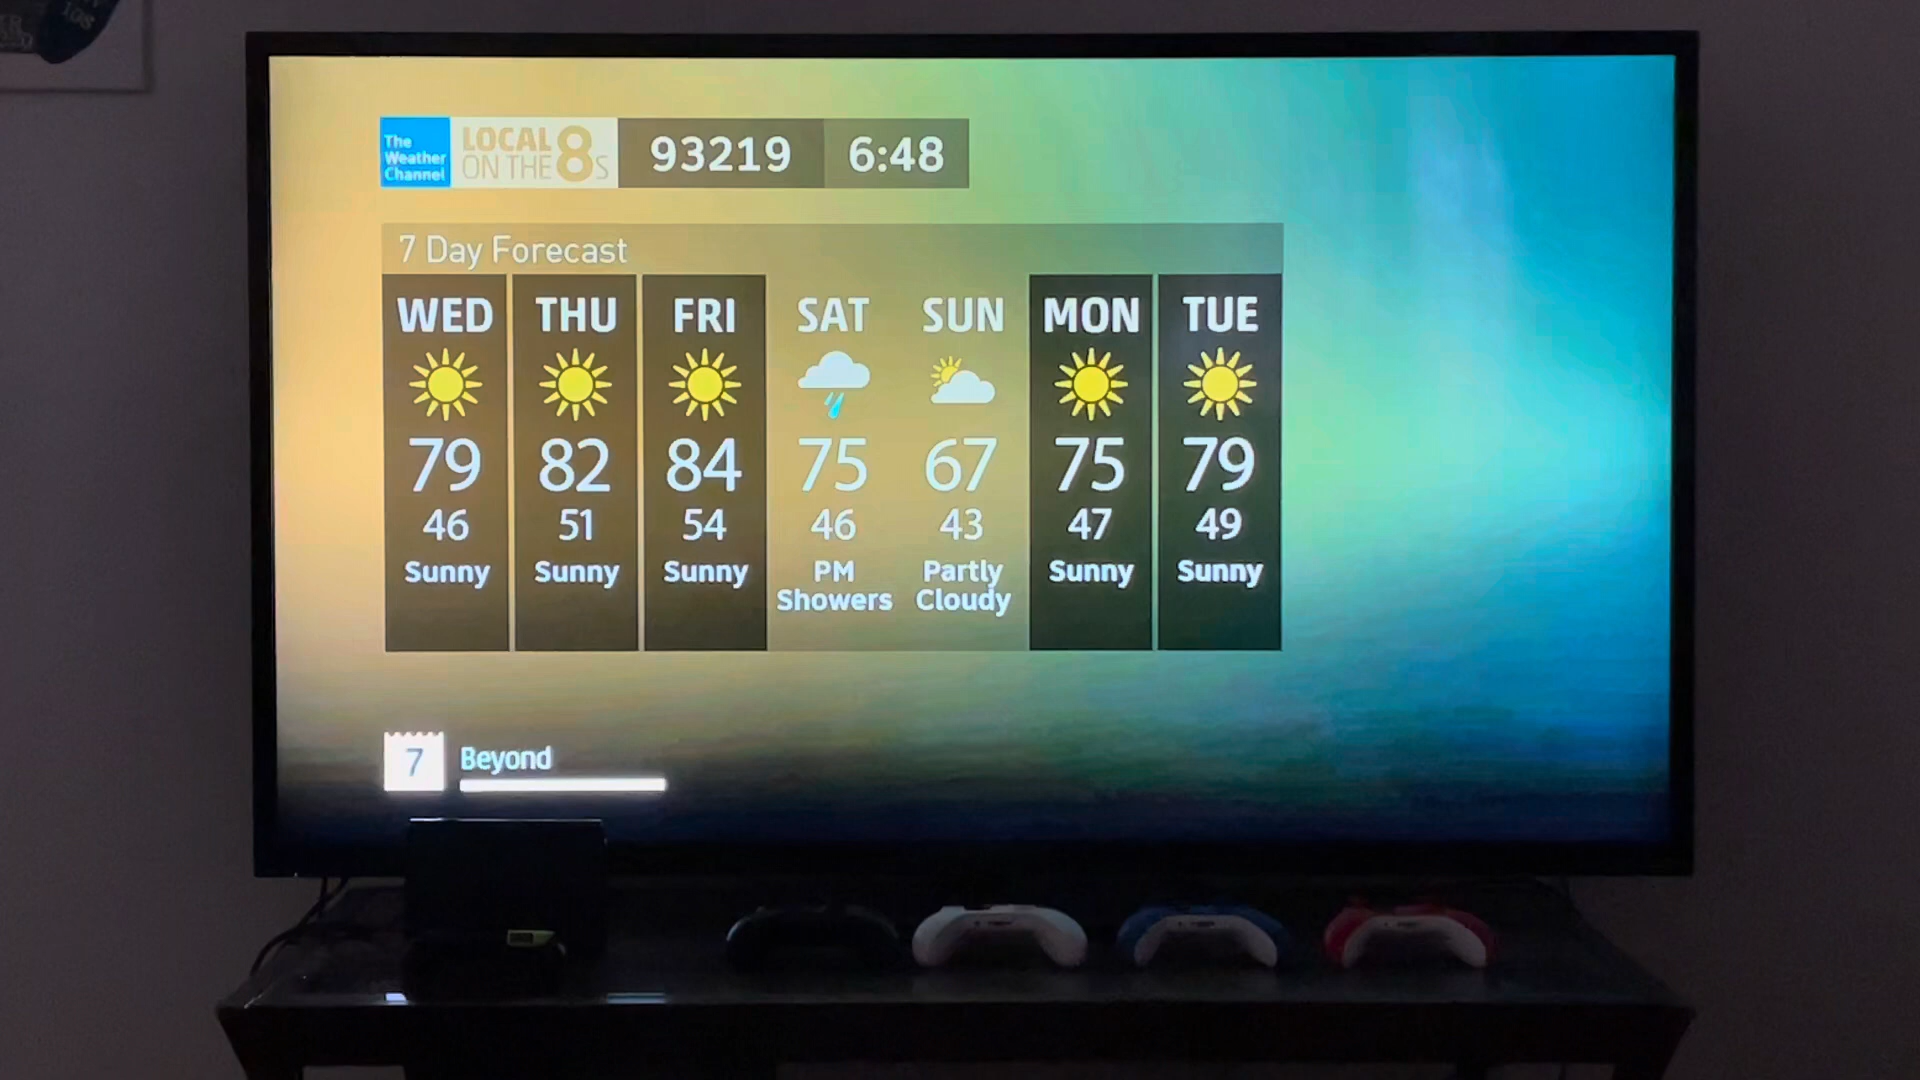 The
Weather
Channel
LOCAL
ON THE 8s
93219
6:48
7 Day Forecast
WED THU FRI SAT SUN MON TUE
79 82 84 75 67 75 79
46 51 54 46 43 47 49
Sunny Sunny Sunny PM Partly Sunny Sunny
Showers Cloudy
7 Beyond